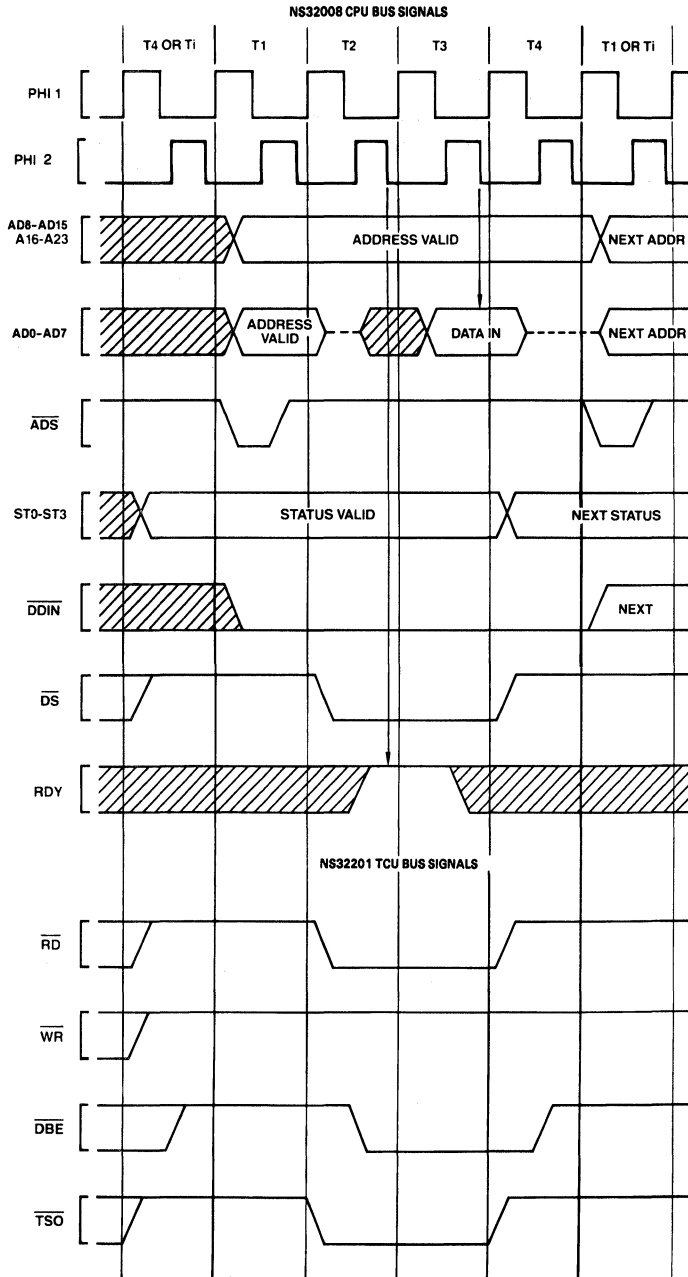 NS32008 CPU BUS SIGNALS
T4 OR Ti T1 T2 T3 T4 T1 OR Ti
PHI 1
PHI 2
AD8-AD15
A16-A23
ADDRESS VALID NEXT ADDR
AD0-AD7
ADDRESS
VALID
DATA IN NEXT ADDR
ADS
ST0-ST3 STATUS VALID NEXT STATUS
DDIN NEXT
DS
RDY
NS32201 TCU BUS SIGNALS
RD
WR
DBE
TSO